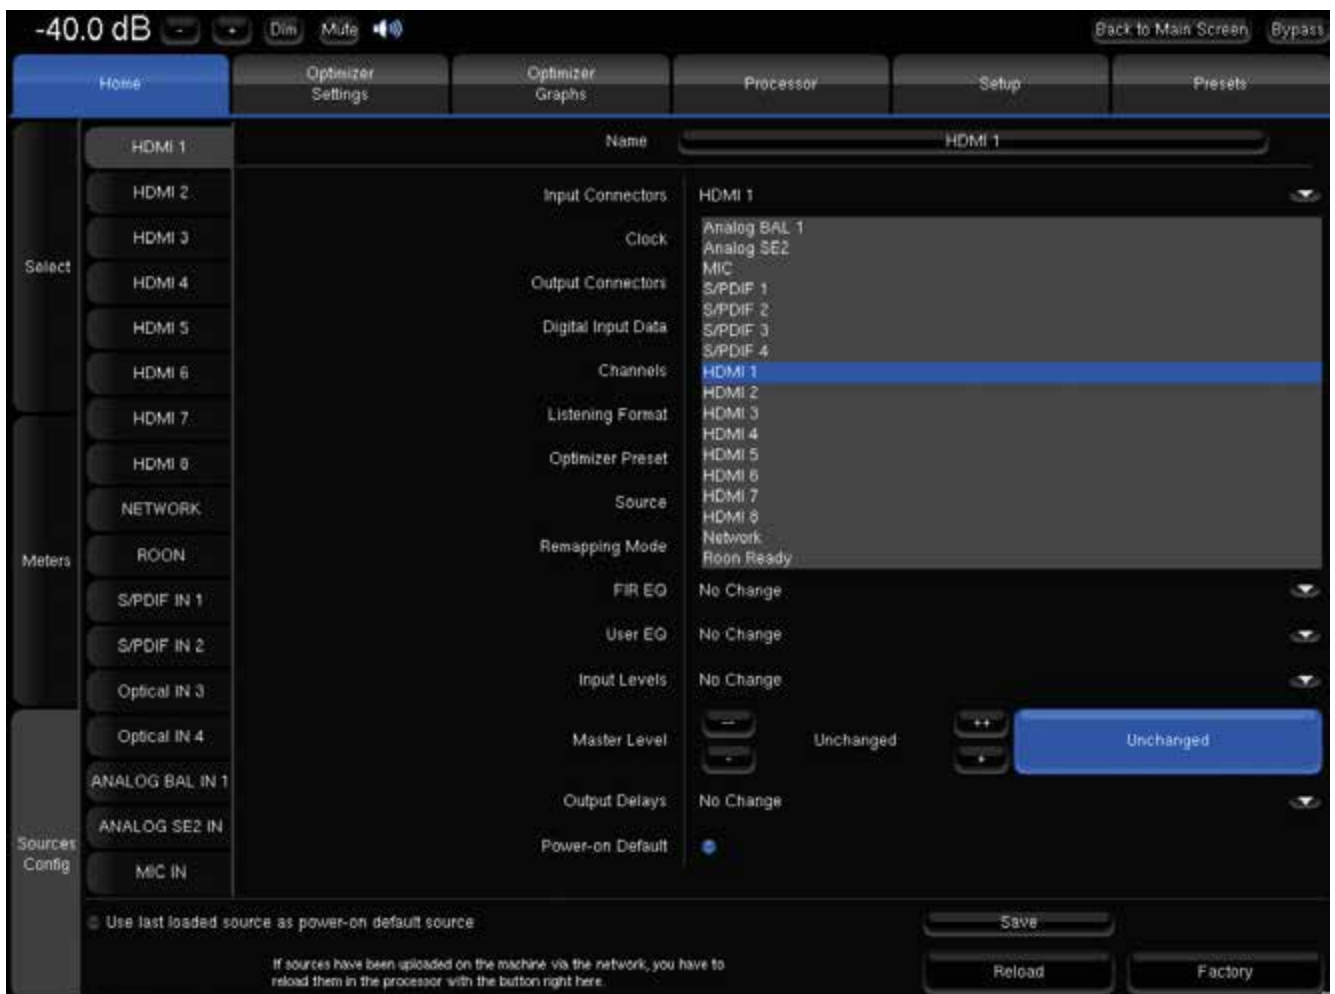 -40.0 dB - + Dim Mute Back to Main Screen Bypass
Home
Optimizer
Settings
Optimizer
Graphs
Processor
Setup
Presets
Select
Meters
Sources
Config
HDMI 1
HDMI 2
HDMI 3
HDMI 4
HDMI 5
HDMI 6
HDMI 7
HDMI 8
NETWORK
ROON
S/PDIF IN 1
S/PDIF IN 2
Optical IN 3
Optical IN 4
ANALOG BAL IN 1
ANALOG SE2 IN
MIC IN
Name HDMI 1
Input Connectors HDMI 1
Clock
Output Connectors
Digital Input Data
Channels
Listening Format
Optimizer Preset
Source
Remapping Mode
Analog BAL 1
Analog SE2
MIC
S/PDIF 1
S/PDIF 2
S/PDIF 3
S/PDIF 4
HDMI 1
HDMI 2
HDMI 3
HDMI 4
HDMI 5
HDMI 6
HDMI 7
HDMI 8
Network
Roon Ready
FIR EQ No Change
User EQ No Change
Input Levels No Change
Master Level -- - Unchanged ++ + Unchanged
Output Delays No Change
Power-on Default
Use last loaded source as power-on default source
If sources have been uploaded on the machine via the network, you have to
reload them in the processor with the button right here.
Save
Reload
Factory